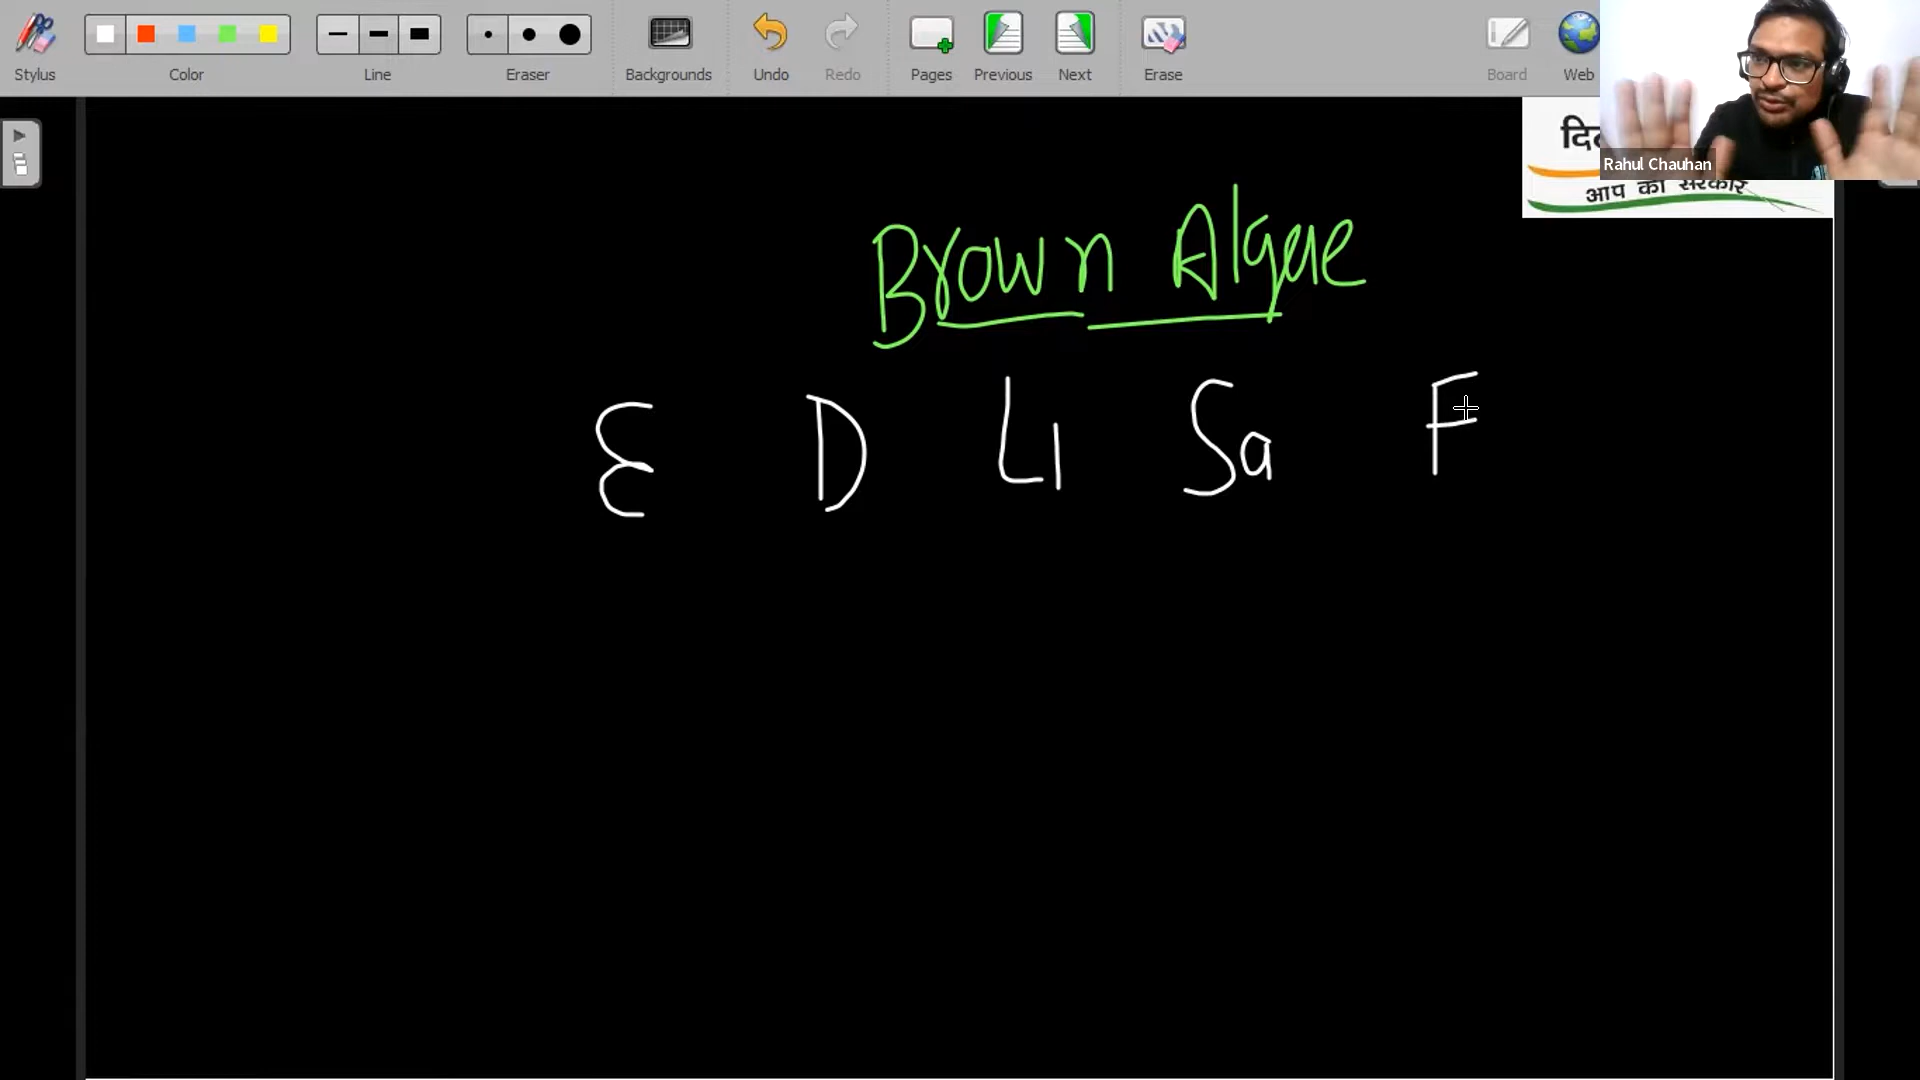 Stylus Color Line Eraser Backgrounds Undo Redo Pages Previous Next Erase Board Web
Rahul Chauhan
आप की सरकार
Brown Algae
E D Li Sa F